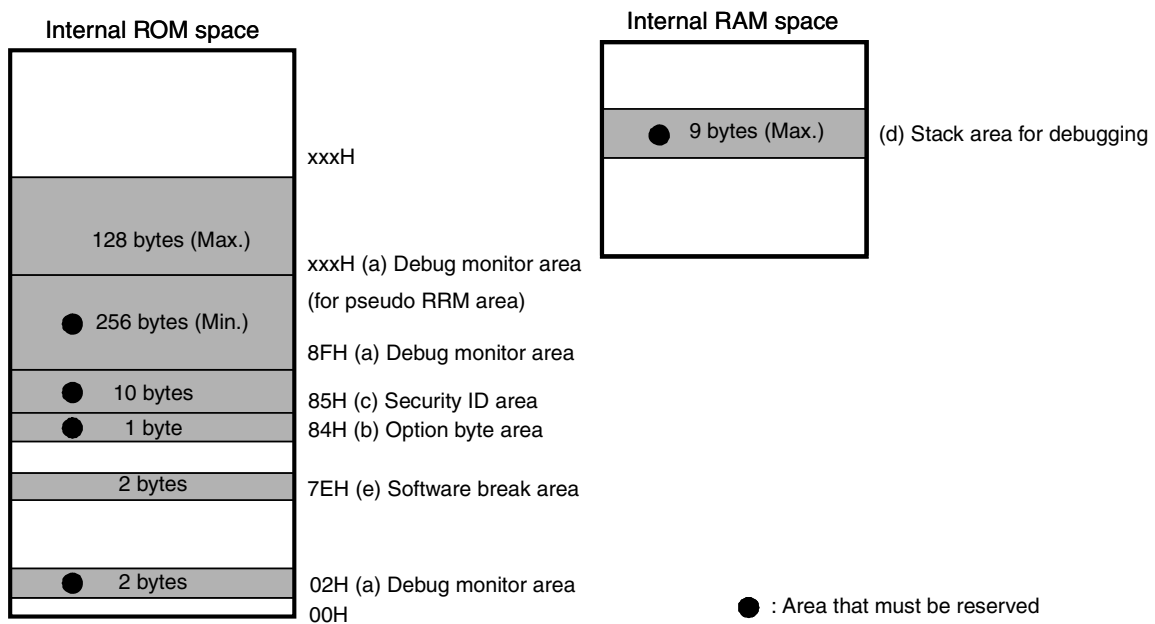 Internal ROM space
xxxH
128 bytes (Max.)
xxxH (a) Debug monitor area
(for pseudo RRM area)
256 bytes (Min.)
8FH (a) Debug monitor area
10 bytes
85H (c) Security ID area
1 byte
84H (b) Option byte area
2 bytes
7EH (e) Software break area
2 bytes
02H (a) Debug monitor area
00H
Internal RAM space
9 bytes (Max.)
(d) Stack area for debugging
: Area that must be reserved